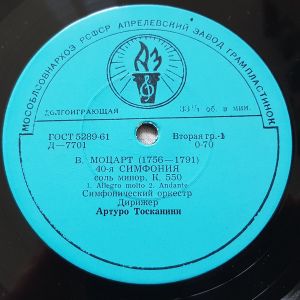 МОСОБЛСОВНАРХОЗ РСФСР АПРЕЛЕВСКИЙ ЗАВОД ГРАМПЛАСТИНОК
ДОЛГОИГРАЮЩАЯ 33⅓ об. в мин.
ГОСТ 5289-61 Вторая гр.-1
Д—7701 0-70
В. МОЦАРТ (1756—1791)
40-я СИМФОНИЯ
соль минор, К. 550
1. Allegro molto 2. Andante
Симфонический оркестр
Дирижер
Артуро Тосканини